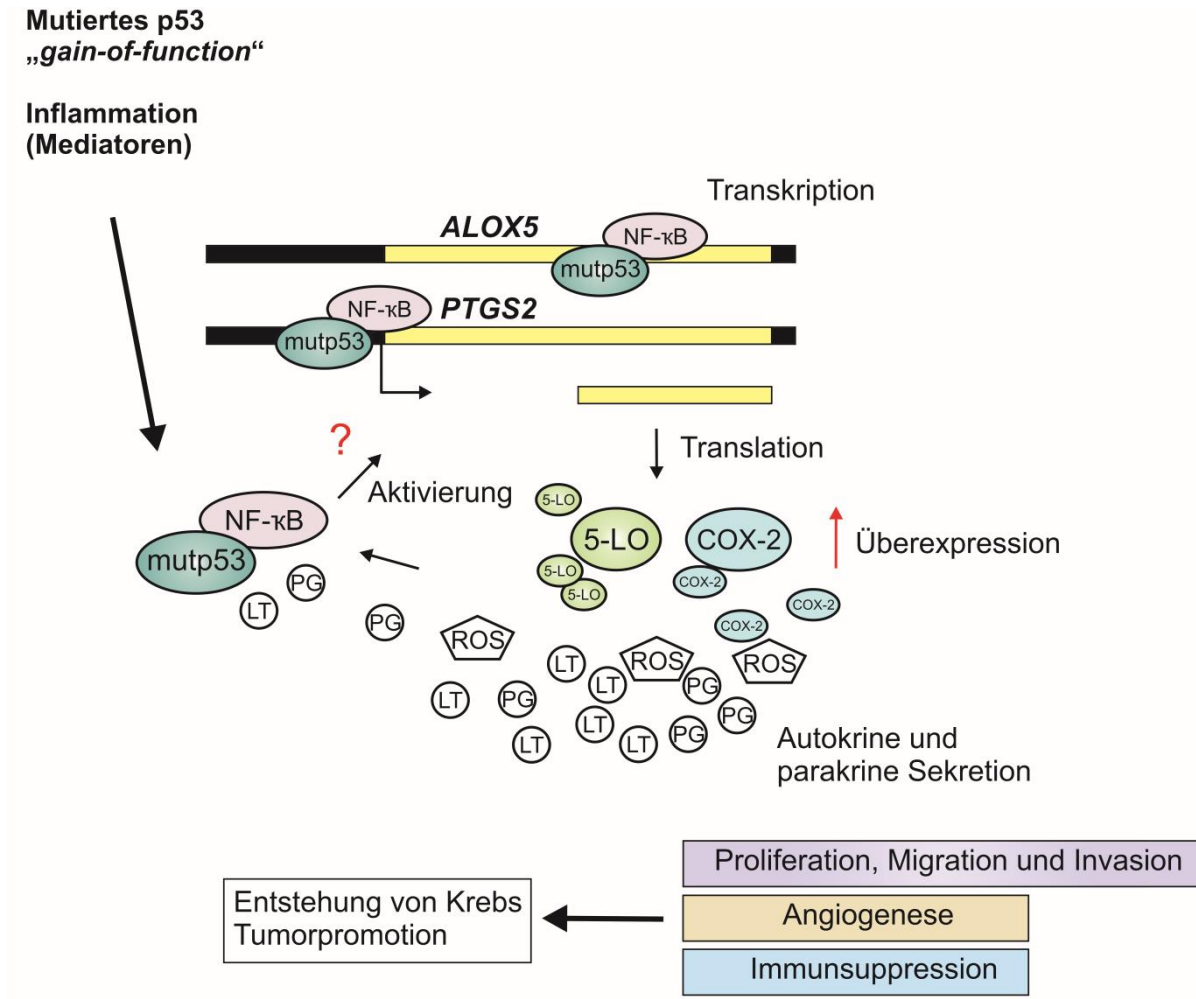 Mutiertes p53
„gain-of-function“
Inflammation
(Mediatoren)
Transkription
ALOX5
NF-κB
mutp53
NF-κB
PTGS2
mutp53
?
Translation
Aktivierung
5-LO
NF-κB
5-LO
COX-2
Überexpression
mutp53
5-LO
5-LO
COX-2
COX-2
COX-2
PG
LT
PG
ROS
LT
ROS
ROS
LT
PG
LT
PG
LT
PG
LT
PG
LT
LT
Autokrine und
parakrine Sekretion
Proliferation, Migration und Invasion
Entstehung von Krebs
Tumorpromotion
Angiogenese
Immunsuppression